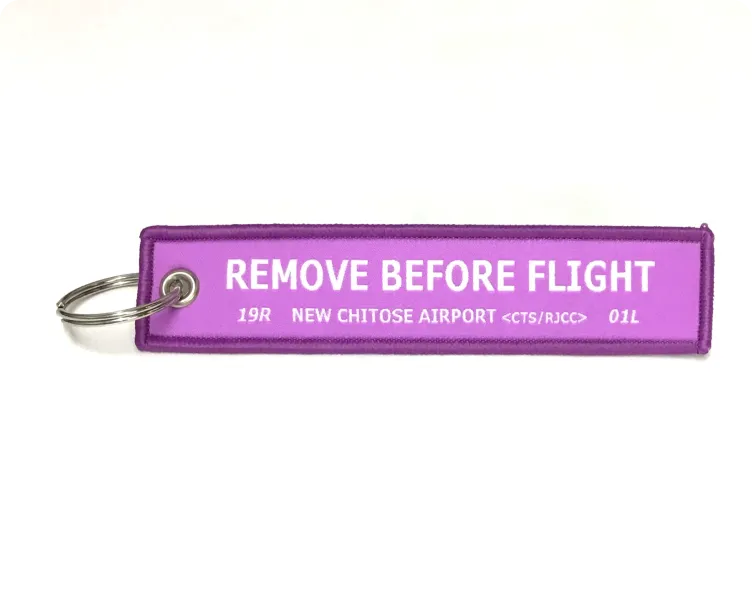 REMOVE BEFORE FLIGHT
19R NEW CHITOSE AIRPORT <CTS/RJCC> 01L